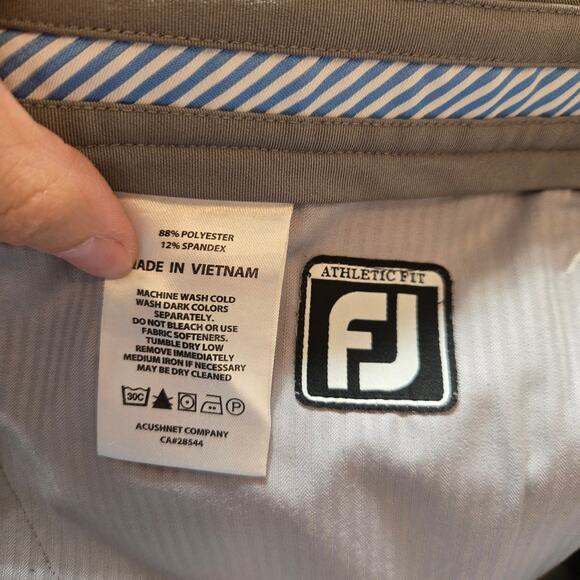 88% POLYESTER
12% SPANDEX
ADE IN VIETNAM
MACHINE WASH COLD
WASH DARK COLORS
SEPARATELY.
DO NOT BLEACH OR USE
FABRIC SOFTENERS.
TUMBLE DRY LOW
REMOVE IMMEDIATELY
MEDIUM IRON IF NECESSARY
MAY BE DRY CLEANED
30C
P
ACUSHNET COMPANY
CA#28544
ATHLETIC FIT
FJ